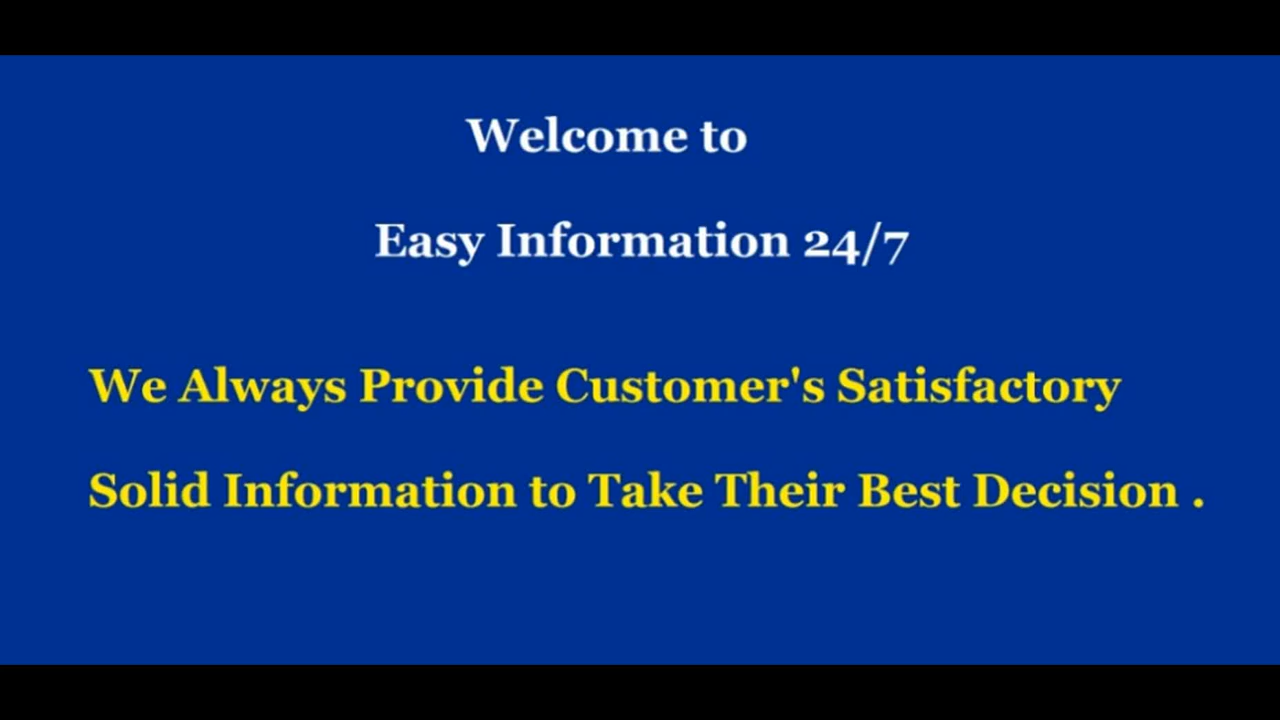 Welcome to
Easy Information 24/7
We Always Provide Customer's Satisfactory
Solid Information to Take Their Best Decision .